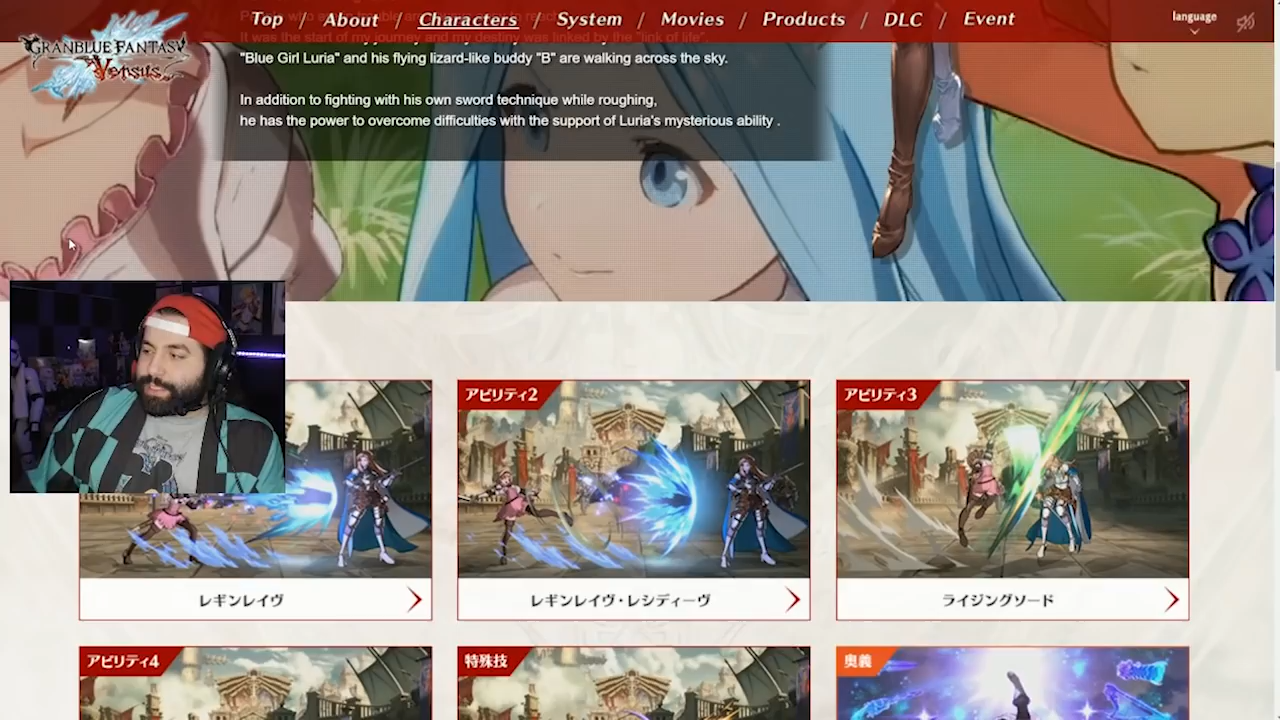 Top / About / Characters / System / Movies / Products / DLC / Event
language
GRANBLUE FANTASY
Versus
It was the start of my journey and my destiny was linked by the "link of life".
"Blue Girl Luria" and his flying lizard-like buddy "B" are walking across the sky.
In addition to fighting with his own sword technique while roughing,
he has the power to overcome difficulties with the support of Luria's mysterious ability .
アビリティ2
アビリティ3
レギンレイヴ
レギンレイヴ・レシディーヴ
ライジングソード
アビリティ4
特殊技
奥義